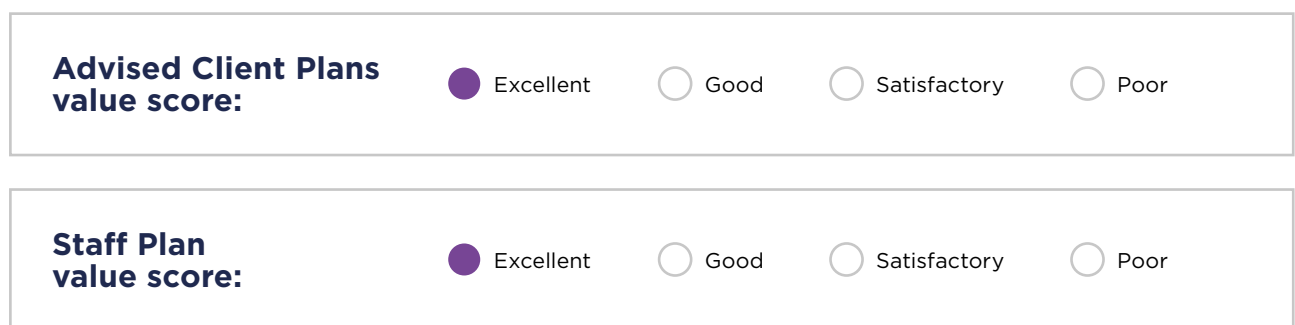 Advised Client Plans
value score:
Excellent Good Satisfactory Poor
Staff Plan
value score:
Excellent Good Satisfactory Poor